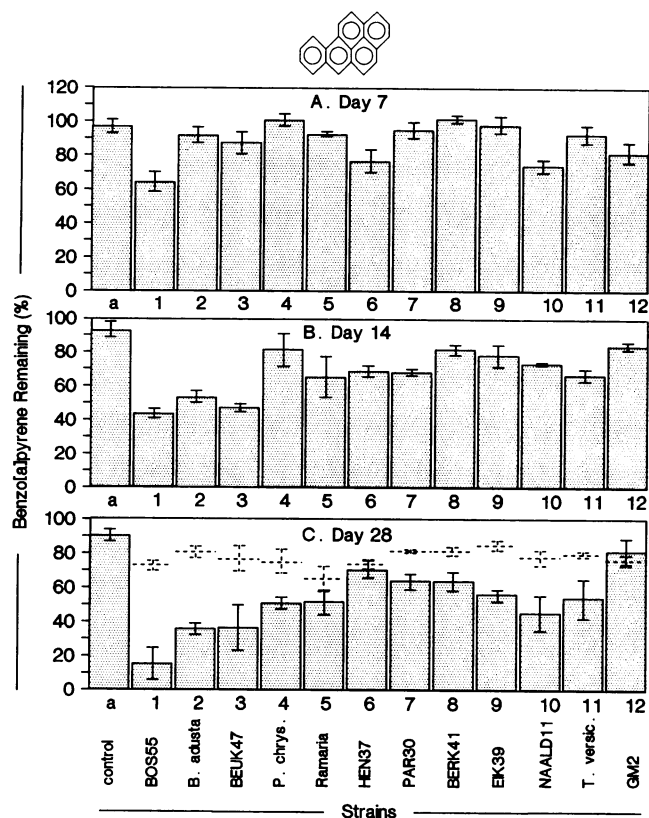 120
A. Day 7
100
80
60
40
20
0
a 1 2 3 4 5 6 7 8 9 10 11 12
100
B. Day 14
80
60
40
20
0
a 1 2 3 4 5 6 7 8 9 10 11 12
100
C. Day 28
80
60
40
20
0
a 1 2 3 4 5 6 7 8 9 10 11 12
Benzo[a]pyrene Remaining (%)
control
BOS55
B. adusta
BEUK47
P. chrys.
Ramaria
HEN37
PAR30
BERK41
EIK39
NAALD11
T. versic.
GM2
Strains